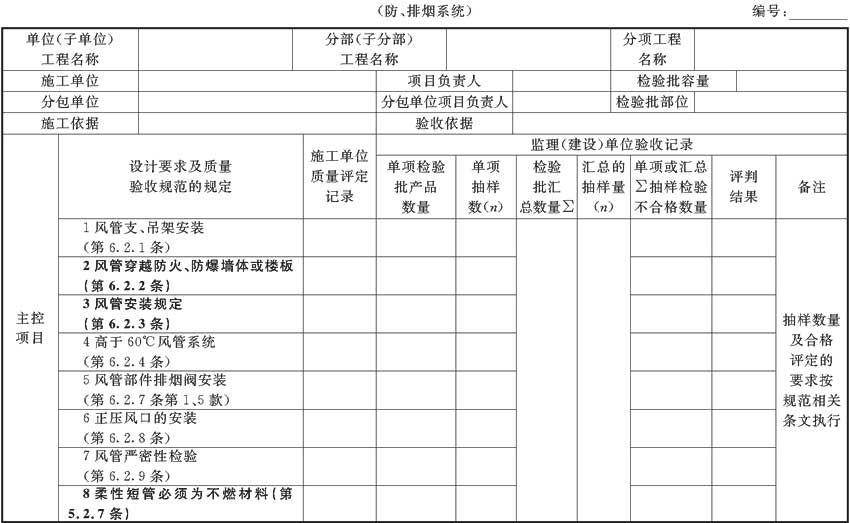 （防、排烟系统）
编号：
单位(子单位)
工程名称
分部(子分部)
工程名称
分项工程
名称
施工单位
项目负责人
检验批容量
分包单位
分包单位项目负责人
检验批部位
施工依据
验收依据
设计要求及质量
验收规范的规定
施工单位
质量评定
记录
监理(建设)单位验收记录
单项检验
批产品
数量
单项
抽样
数(n)
检验
批汇
总数量∑
汇总的
抽样量
(n)
单项或汇总
∑抽样检验
不合格数量
评判
结果
备注
主控
项目
1 风管支、吊架安装
(第 6.2.1 条)
2 风管穿越防火、防爆墙体或楼板
(第 6.2.2 条)
3 风管安装规定
(第 6.2.3 条)
4 高于 60℃风管系统
(第 6.2.4 条)
5 风管部件排烟阀安装
(第 6.2.7 条第 1、5 款)
6 正压风口的安装
(第 6.2.8 条)
7 风管严密性检验
(第 6.2.9 条)
8 柔性短管必须为不燃材料(第
5.2.7 条)
抽样数量
及合格
评定的
要求按
规范相关
条文执行